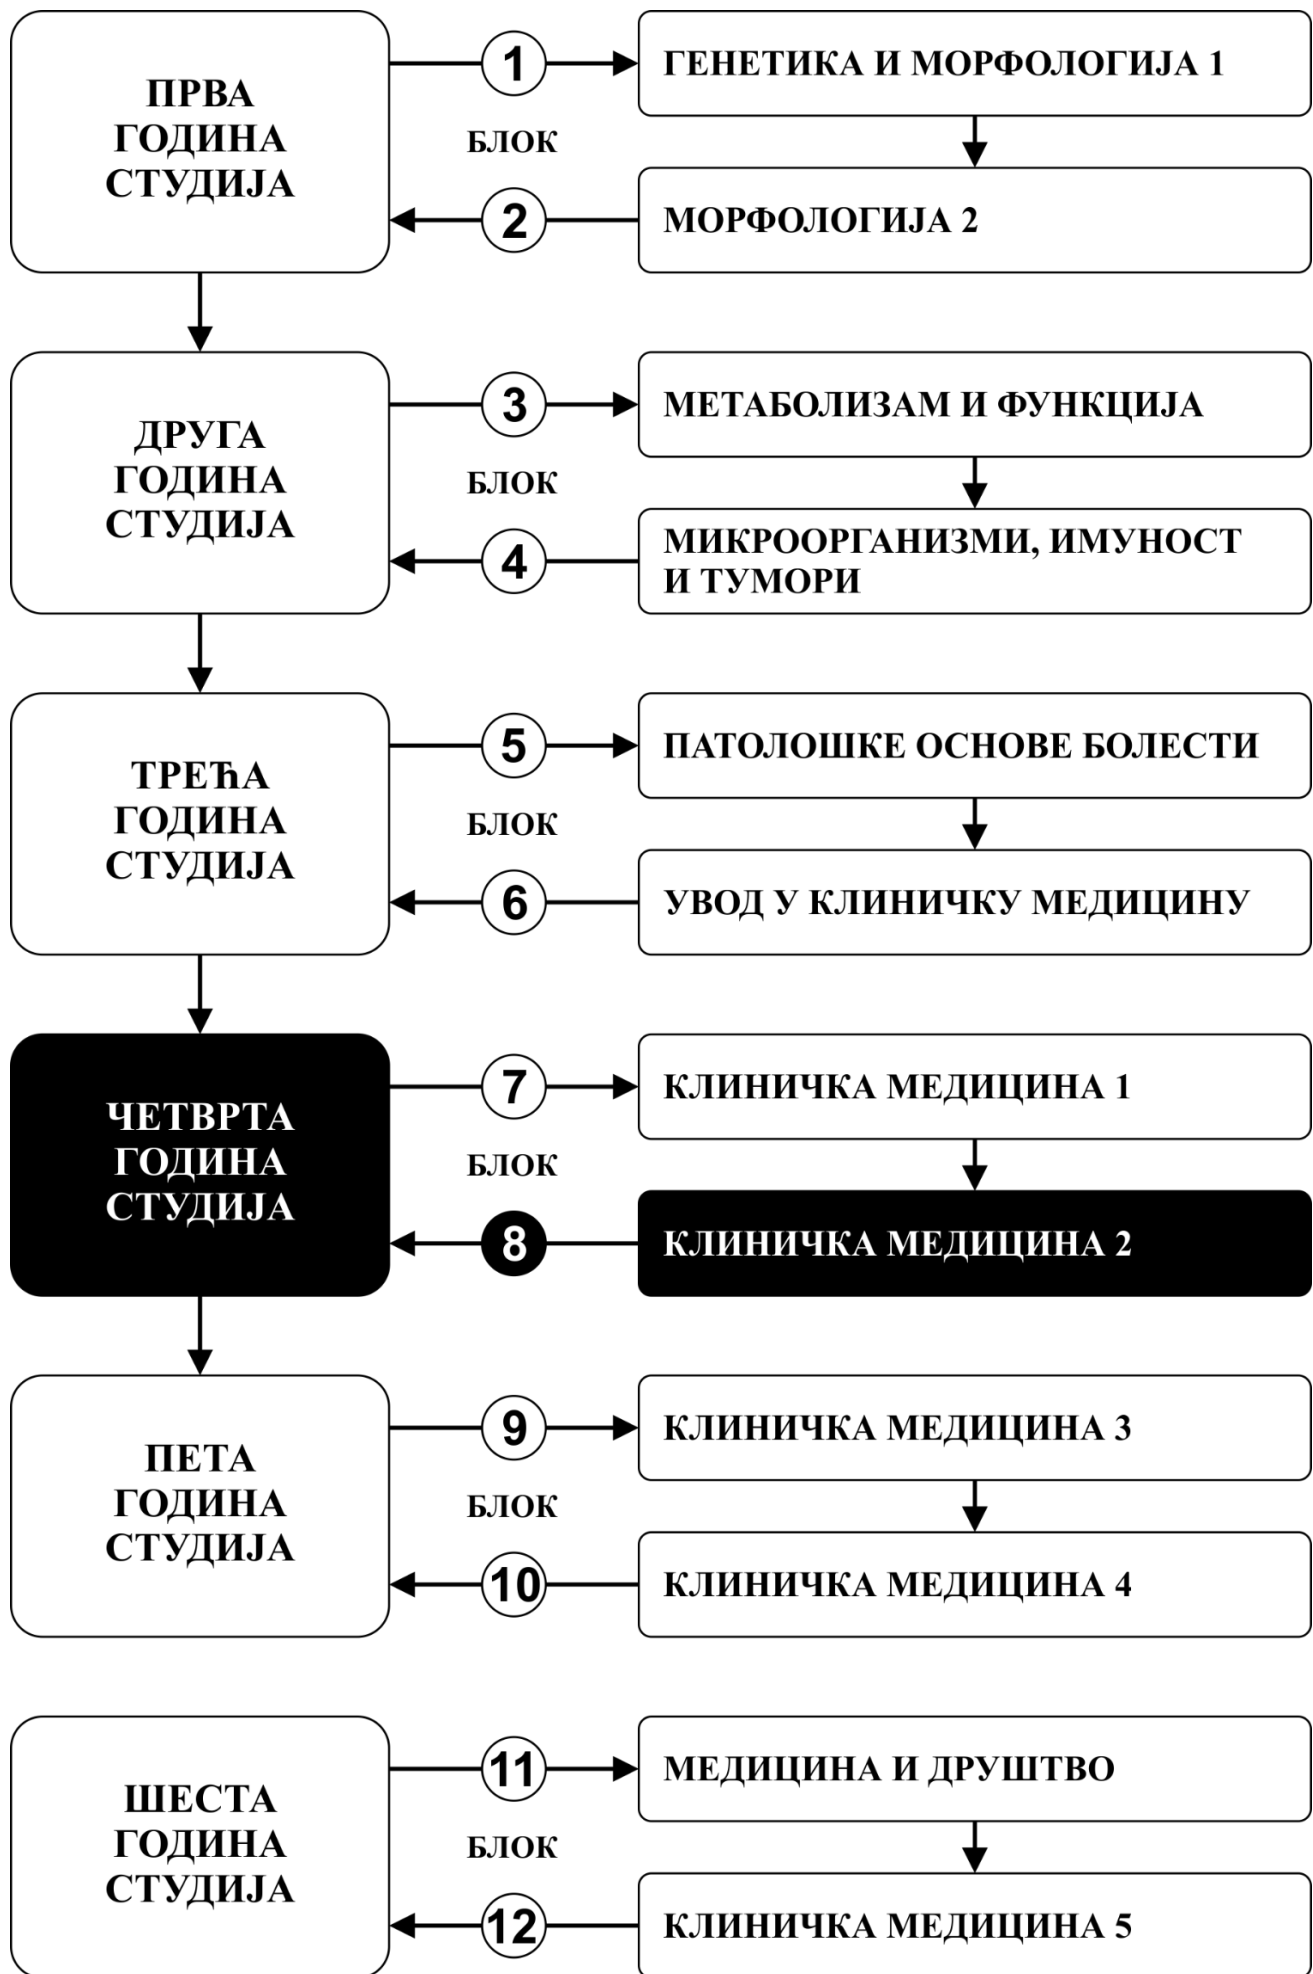 ПРВА
ГОДИНА
СТУДИЈА
1
ГЕНЕТИКА И МОРФОЛОГИЈА 1
БЛОК
2
МОРФОЛОГИЈА 2
ДРУГА
ГОДИНА
СТУДИЈА
3
МЕТАБОЛИЗАМ И ФУНКЦИЈА
БЛОК
4
МИКРООРГАНИЗМИ, ИМУНОСТ
И ТУМОРИ
ТРЕЋА
ГОДИНА
СТУДИЈА
5
ПАТОЛОШКЕ ОСНОВЕ БОЛЕСТИ
БЛОК
6
УВОД У КЛИНИЧКУ МЕДИЦИНУ
ЧЕТВРТА
ГОДИНА
СТУДИЈА
7
КЛИНИЧКА МЕДИЦИНА 1
БЛОК
8
КЛИНИЧКА МЕДИЦИНА 2
ПЕТА
ГОДИНА
СТУДИЈА
9
КЛИНИЧКА МЕДИЦИНА 3
БЛОК
10
КЛИНИЧКА МЕДИЦИНА 4
ШЕСТА
ГОДИНА
СТУДИЈА
11
МЕДИЦИНА И ДРУШТВО
БЛОК
12
КЛИНИЧКА МЕДИЦИНА 5